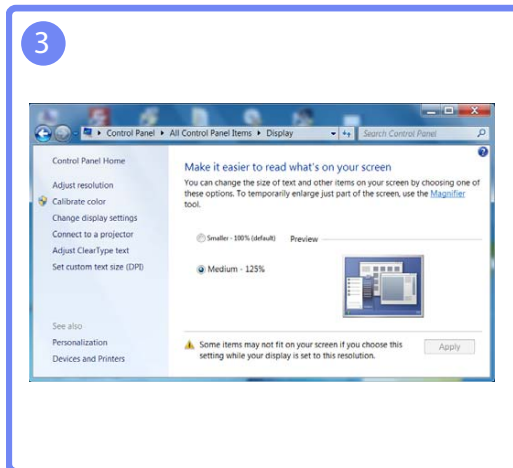 3
Control Panel ▸ All Control Panel Items ▸ Display
Search Control Panel
Control Panel Home
Adjust resolution
Calibrate color
Change display settings
Connect to a projector
Adjust ClearType text
Set custom text size (DPI)
See also
Personalization
Devices and Printers
Make it easier to read what's on your screen
You can change the size of text and other items on your screen by choosing one of
these options. To temporarily enlarge just part of the screen, use the Magnifier
tool.
Smaller - 100% (default) Preview
Medium - 125%
Some items may not fit on your screen if you choose this
setting while your display is set to this resolution.
Apply